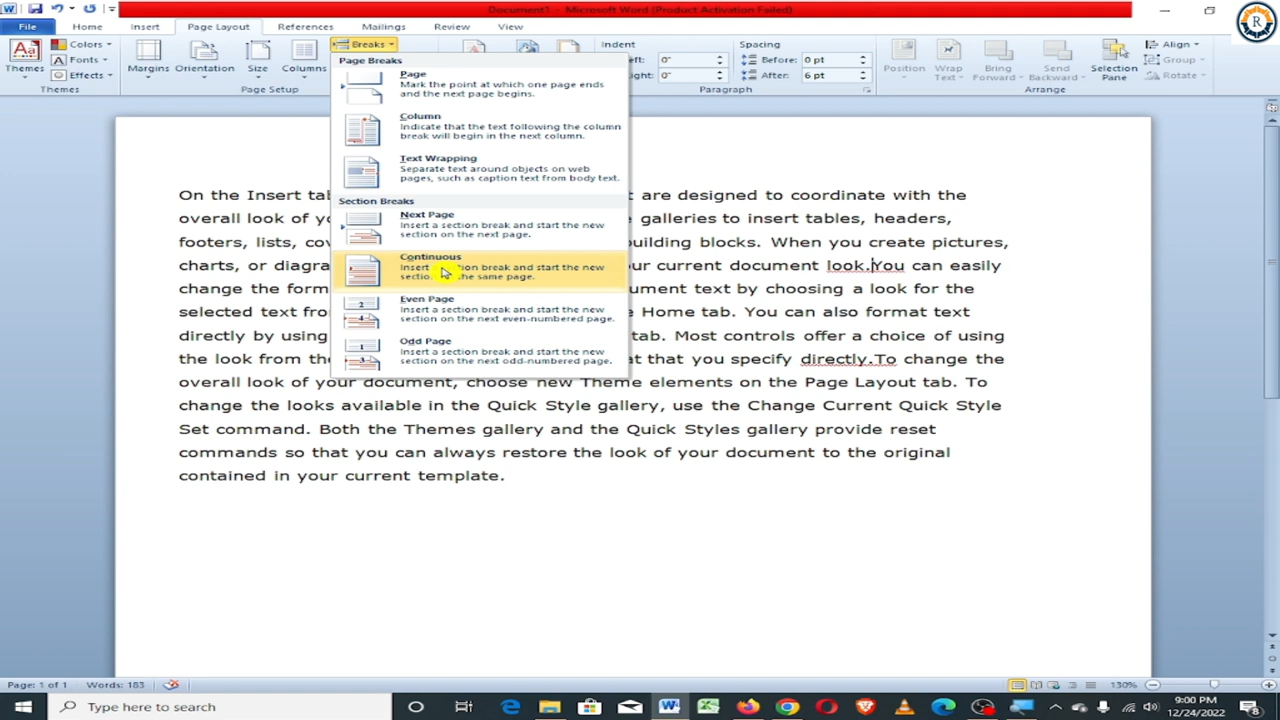 Document1 - Microsoft Word (Product Activation Failed)
File Home Insert Page Layout References Mailings Review View
Themes
Colors
Fonts
Effects
Themes
Margins Orientation Size Columns
Page Setup
Breaks
Page Breaks
Page
Mark the point at which one page ends
and the next page begins.
Column
Indicate that the text following the column
break will begin in the next column.
Text Wrapping
Separate text around objects on web
pages, such as caption text from body text.
Section Breaks
Next Page
Insert a section break and start the new
section on the next page.
Continuous
Insert section break and start the new
the same page.
Even Page
Insert a section break and start the new
section on the next even-numbered page.
Odd Page
Insert a section break and start the new
section on the next odd-numbered page.
Indent
0"
0"
Spacing
Before: 0 pt
After: 6 pt
Paragraph
Position Wrap Text Bring Forward Send Backward Selection Pane
Align
Group
Rotate
Arrange
R
On the Insert are designed to coordinate with the
overall look of galleries to insert tables, headers,
footers, lists, building blocks. When you create pictures,
charts, or current document look.You can easily
change the text by choosing a look for the
selected text Home tab. You can also format text
directly by using tab. Most controls offer a choice of using
the look from that you specify directly.To change the
overall look of your document, choose new Theme elements on the Page Layout tab. To
change the looks available in the Quick Style gallery, use the Change Current Quick Style
Set command. Both the Themes gallery and the Quick Styles gallery provide reset
commands so that you can always restore the look of your document to the original
contained in your current template.
Page: 1 of 1 Words: 183 130%
Type here to search
9:00 PM
12/24/2022
8